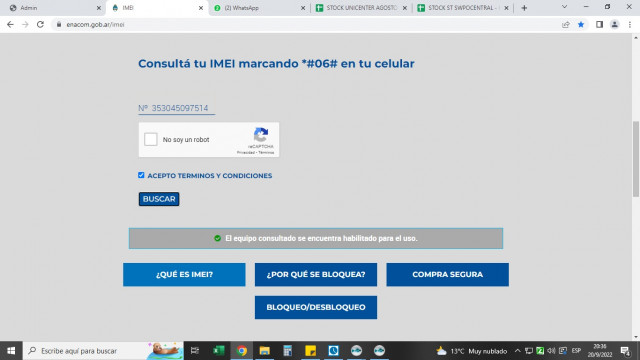 Admin
IMEI
(2) WhatsApp
STOCK UNICENTER AGOSTO
STOCK ST SWPOCENTRAL -
enacom.gob.ar/imei
Consultá tu IMEI marcando *#06# en tu celular
Nº 353045097514
No soy un robot
reCAPTCHA
Privacidad - Términos
ACEPTO TERMINOS Y CONDICIONES
BUSCAR
El equipo consultado se encuentra habilitado para el uso.
¿QUÉ ES IMEI?
¿POR QUÉ SE BLOQUEA?
COMPRA SEGURA
BLOQUEO/DESBLOQUEO
Escribe aquí para buscar
13°C Muy nublado
ESP
20:36
20/9/2022